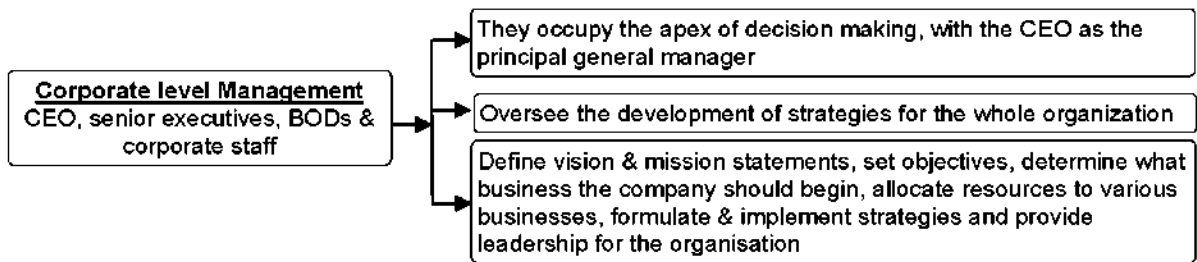 Corporate level Management
CEO, senior executives, BODs &
corporate staff
They occupy the apex of decision making, with the CEO as the
principal general manager
Oversee the development of strategies for the whole organization
Define vision & mission statements, set objectives, determine what
business the company should begin, allocate resources to various
businesses, formulate & implement strategies and provide
leadership for the organisation